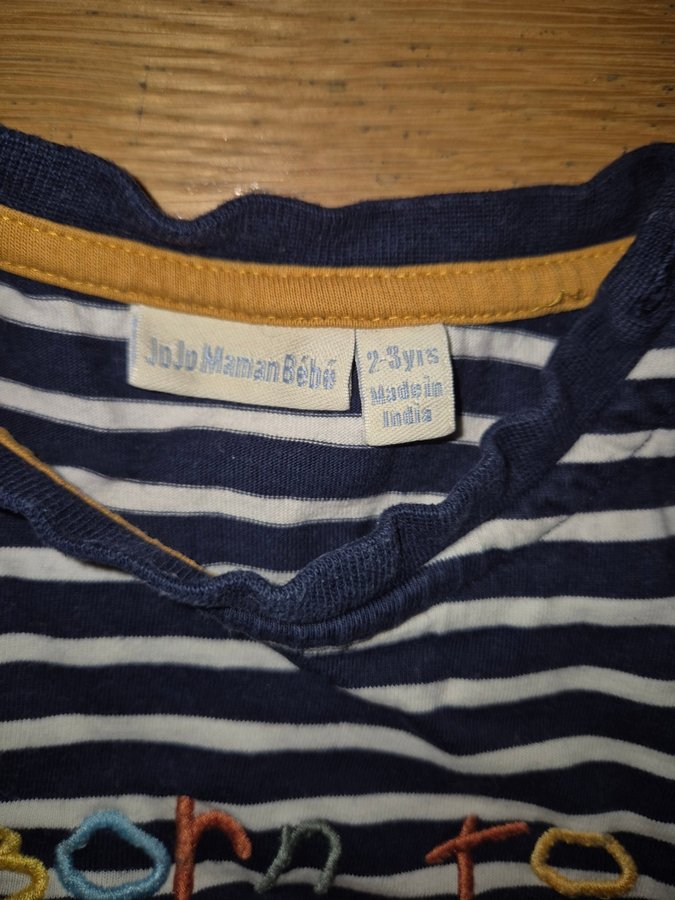 JoJo Maman Bébé
2-3yrs
Made in
India
Born to